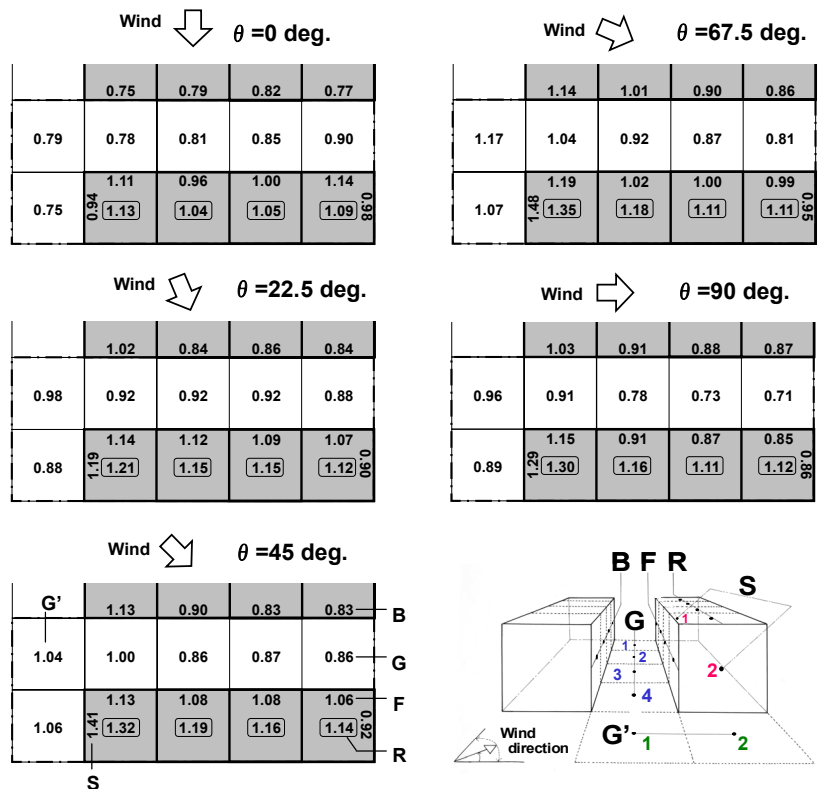 Wind θ =0 deg.
0.75 0.79 0.82 0.77
0.79 0.78 0.81 0.85 0.90
1.11 0.96 1.00 1.14
0.75 0.94 1.13 1.04 1.05 1.09 0.98
Wind θ =67.5 deg.
1.14 1.01 0.90 0.86
1.17 1.04 0.92 0.87 0.81
1.19 1.02 1.00 0.99
1.07 1.48 1.35 1.18 1.11 1.11 0.95
Wind θ =22.5 deg.
1.02 0.84 0.86 0.84
0.98 0.92 0.92 0.92 0.88
1.14 1.12 1.09 1.07
0.88 1.19 1.21 1.15 1.15 1.12 0.90
Wind θ =90 deg.
1.03 0.91 0.88 0.87
0.96 0.91 0.78 0.73 0.71
1.15 0.91 0.87 0.85
0.89 1.29 1.30 1.16 1.11 1.12 0.86
Wind θ =45 deg.
G' 1.13 0.90 0.83 0.83 B
1.04 1.00 0.86 0.87 0.86 G
1.13 1.08 1.08 1.06 F
1.06 1.41 1.32 1.19 1.16 1.14 0.92
R
S
B F R
S
G 1
1
2
3 2
4
Wind
direction
G' 1 2